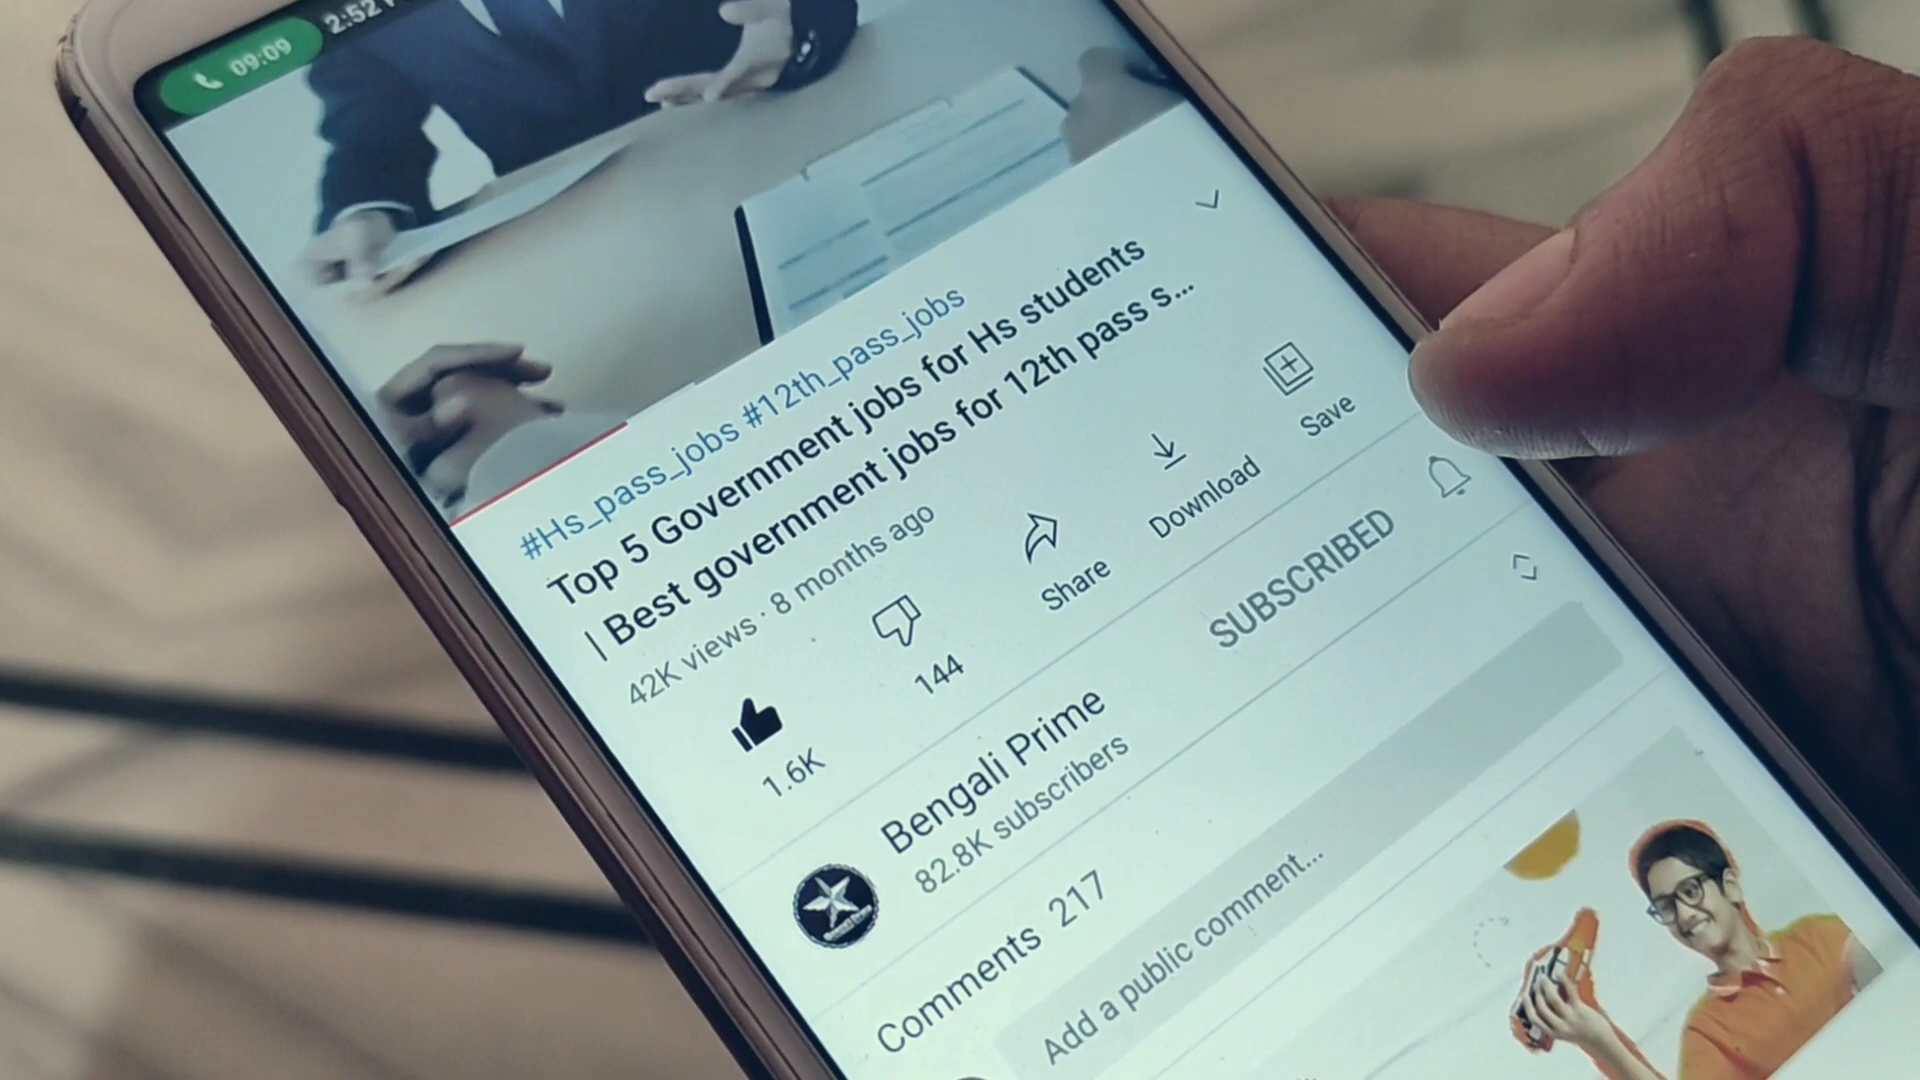 09:09 2:52
#Hs_pass_jobs #12th_pass_jobs
Top 5 Government jobs for Hs students
| Best government jobs for 12th pass s...
42K views · 8 months ago
1.6K
144
Share
Download
Save
Bengali Prime
82.8K subscribers
SUBSCRIBED
Comments 217
Add a public comment...